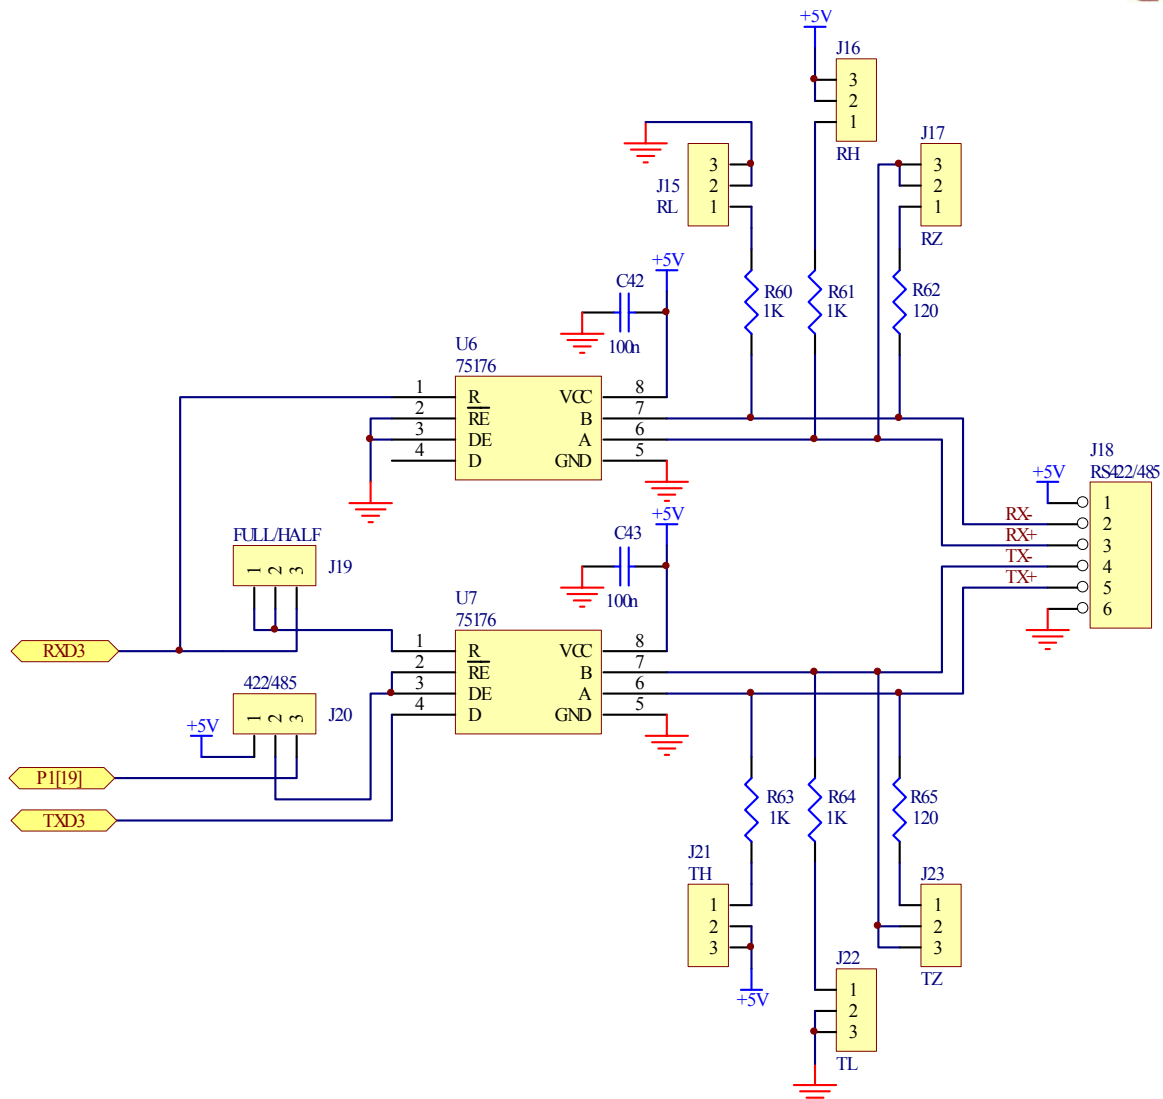 +5V
J16
3
2
1
RH
J17
3
2
1
RZ
J15
RL
3
2
1
+5V
C42
100n
R60
1K
R61
1K
R62
120
U6
75176
1 R VCC 8
2 RE B 7
3 DE A 6
4 D GND 5
J18
RS422/485
+5V
1
RX- 2
RX+ 3
TX- 4
TX+ 5
6
+5V
C43
100n
FULL/HALF
1 2 3
J19
U7
75176
1 R VCC 8
2 RE B 7
3 DE A 6
4 D GND 5
RXD3
422/485
1 2 3
J20
+5V
P1[19]
TXD3
R63
1K
R64
1K
R65
120
J21
TH
1
2
3
+5V
J23
1
2
3
TZ
J22
1
2
3
TL